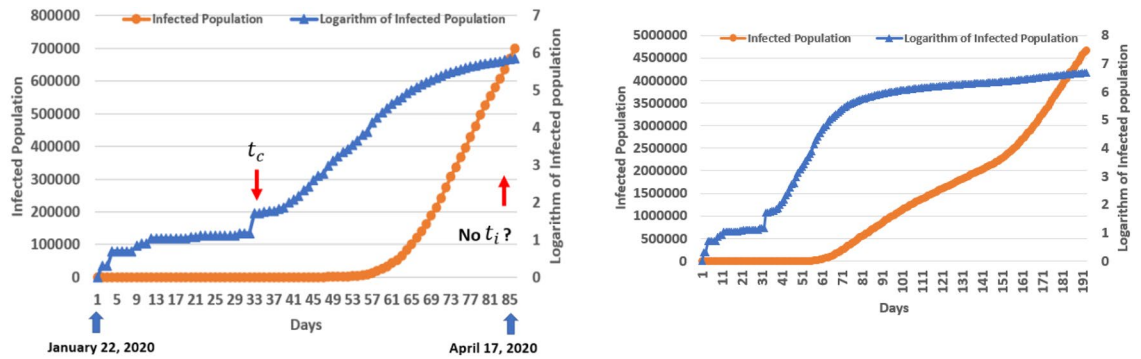 Infected Population
Logarithm of Infected Population
800000
700000
600000
500000
400000
300000
200000
100000
0
Infected Population
7
6
5
4
3
2
1
0
Logarithm of Infected population
t_c
No t_i ?
1 5 9 13 17 21 25 29 33 37 41 45 49 53 57 61 65 69 73 77 81 85
Days
January 22, 2020
April 17, 2020
Infected Population
Logarithm of Infected Population
5000000
4500000
4000000
3500000
3000000
2500000
2000000
1500000
1000000
500000
0
Infected Population
8
7
6
5
4
3
2
1
0
Logarithm of Infected population
1 11 21 31 41 51 61 71 81 91 101 111 121 131 141 151 161 171 181 191
Days